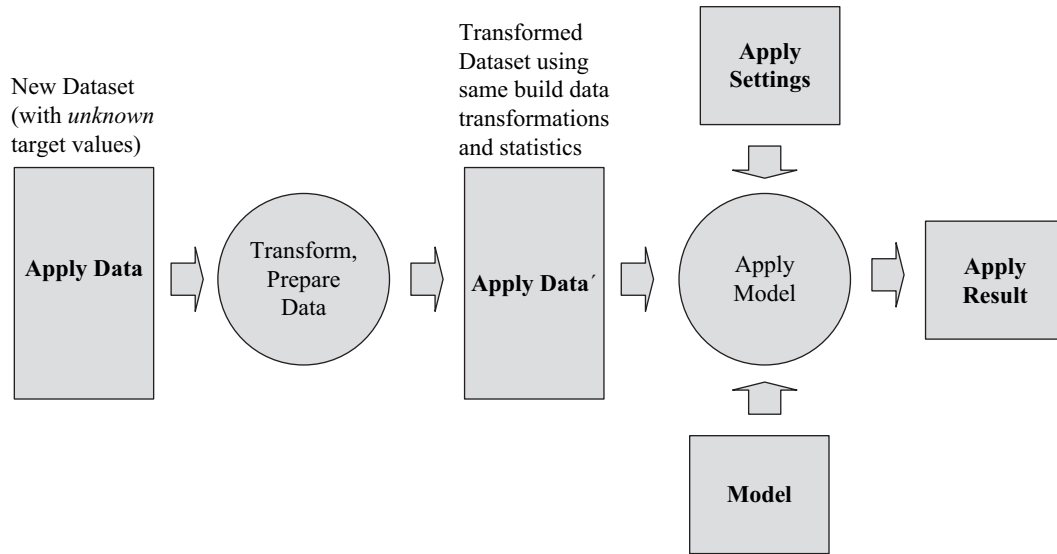 New Dataset
(with unknown
target values)
Apply Data
Transform,
Prepare
Data
Transformed
Dataset using
same build data
transformations
and statistics
Apply Data´
Apply
Settings
Apply
Model
Model
Apply
Result